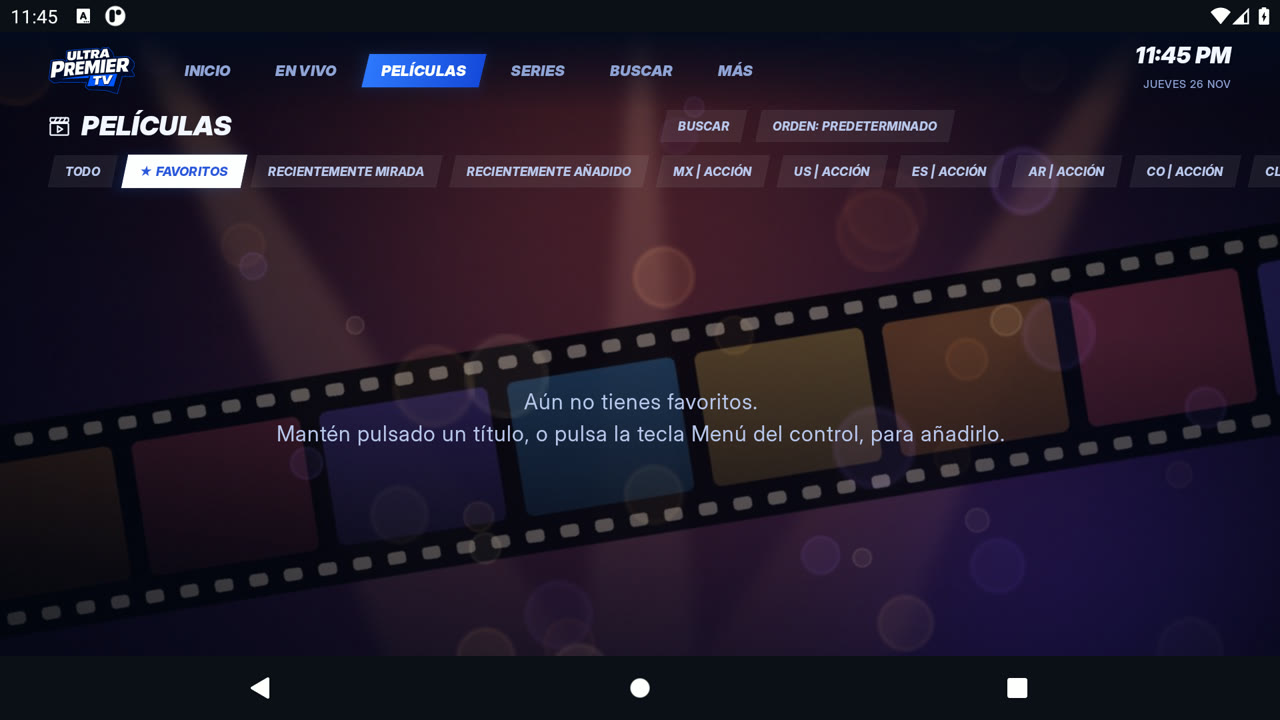 11:45
ULTRA
PREMIER
TV
INICIO
EN VIVO
PELÍCULAS
SERIES
BUSCAR
MÁS
11:45 PM
JUEVES 26 NOV
PELÍCULAS
BUSCAR
ORDEN: PREDETERMINADO
TODO
★ FAVORITOS
RECIENTEMENTE MIRADA
RECIENTEMENTE AÑADIDO
MX | ACCIÓN
US | ACCIÓN
ES | ACCIÓN
AR | ACCIÓN
CO | ACCIÓN
CL
Aún no tienes favoritos.
Mantén pulsado un título, o pulsa la tecla Menú del control, para añadirlo.